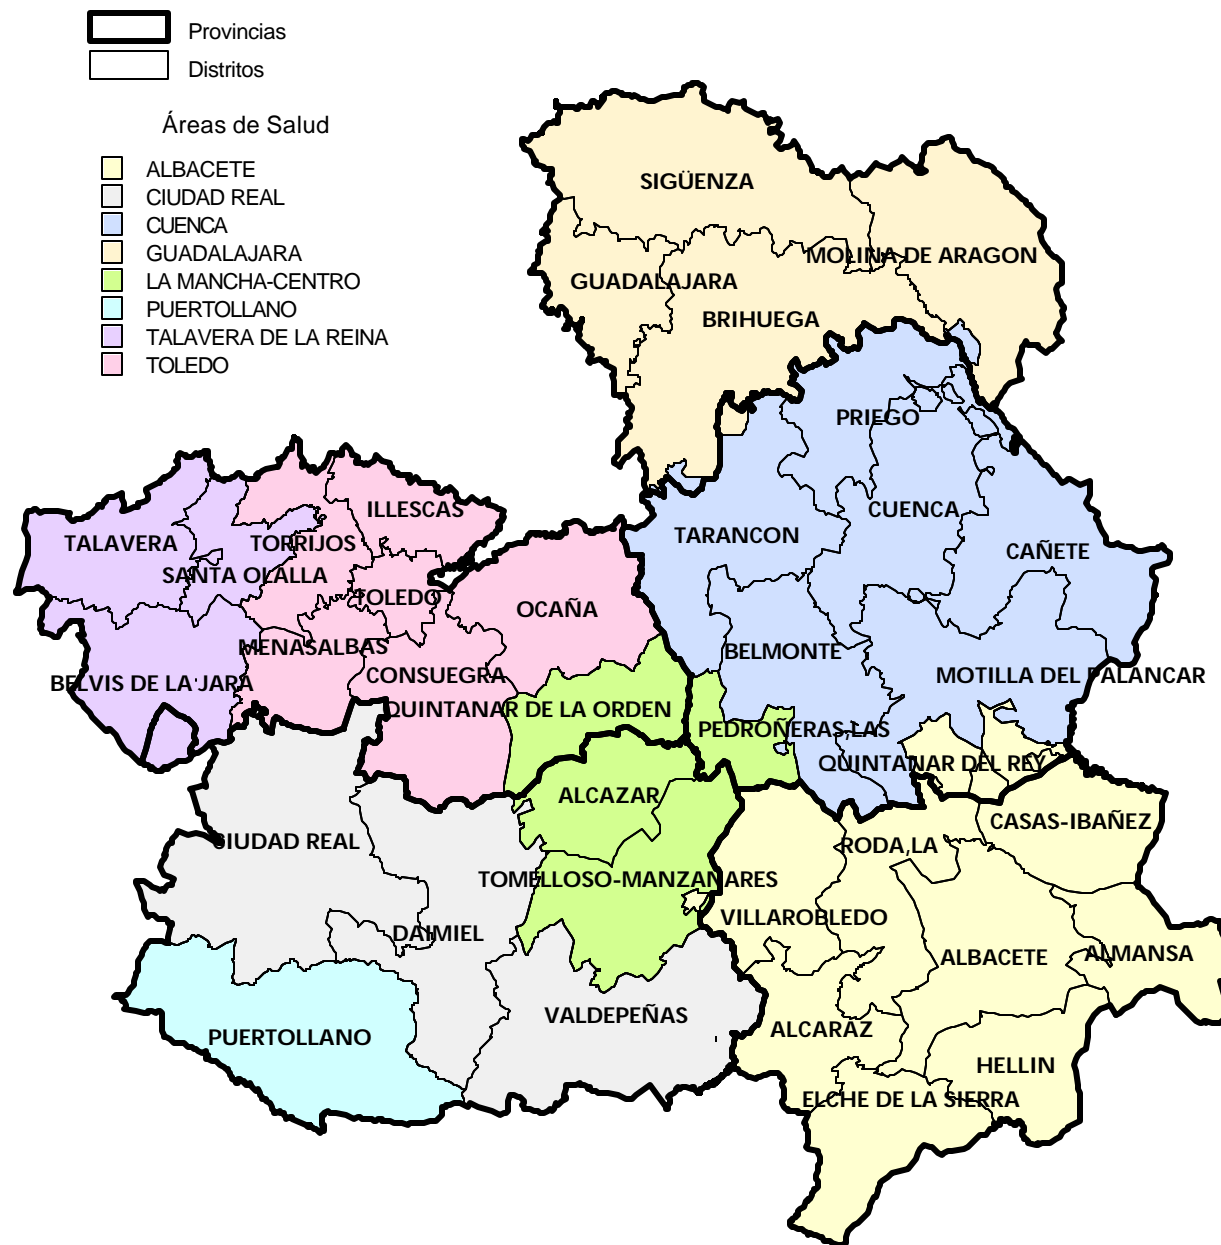 Provincias
Distritos
Áreas de Salud
ALBACETE
CIUDAD REAL
CUENCA
GUADALAJARA
LA MANCHA-CENTRO
PUERTOLLANO
TALAVERA DE LA REINA
TOLEDO
SIGÜENZA
MOLINA DE ARAGON
GUADALAJARA
BRIHUEGA
PRIEGO
ILLESCAS
CUENCA
TARANCON
TALAVERA
TORRIJOS
CAÑETE
SANTA OLALLA
TOLEDO
OCAÑA
MENASALBAS
BELMONTE
CONSUEGRA
MOTILLA DEL PALANCAR
BELVIS DE LA JARA
QUINTANAR DE LA ORDEN
PEDROÑERAS,LAS
QUINTANAR DEL REY
ALCAZAR
CASAS-IBAÑEZ
CIUDAD REAL
RODA,LA
TOMELLOSO-MANZANARES
VILLAROBLEDO
DAIMIEL
ALBACETE
ALMANSA
VALDEPEÑAS
ALCARAZ
PUERTOLLANO
HELLIN
ELCHE DE LA SIERRA